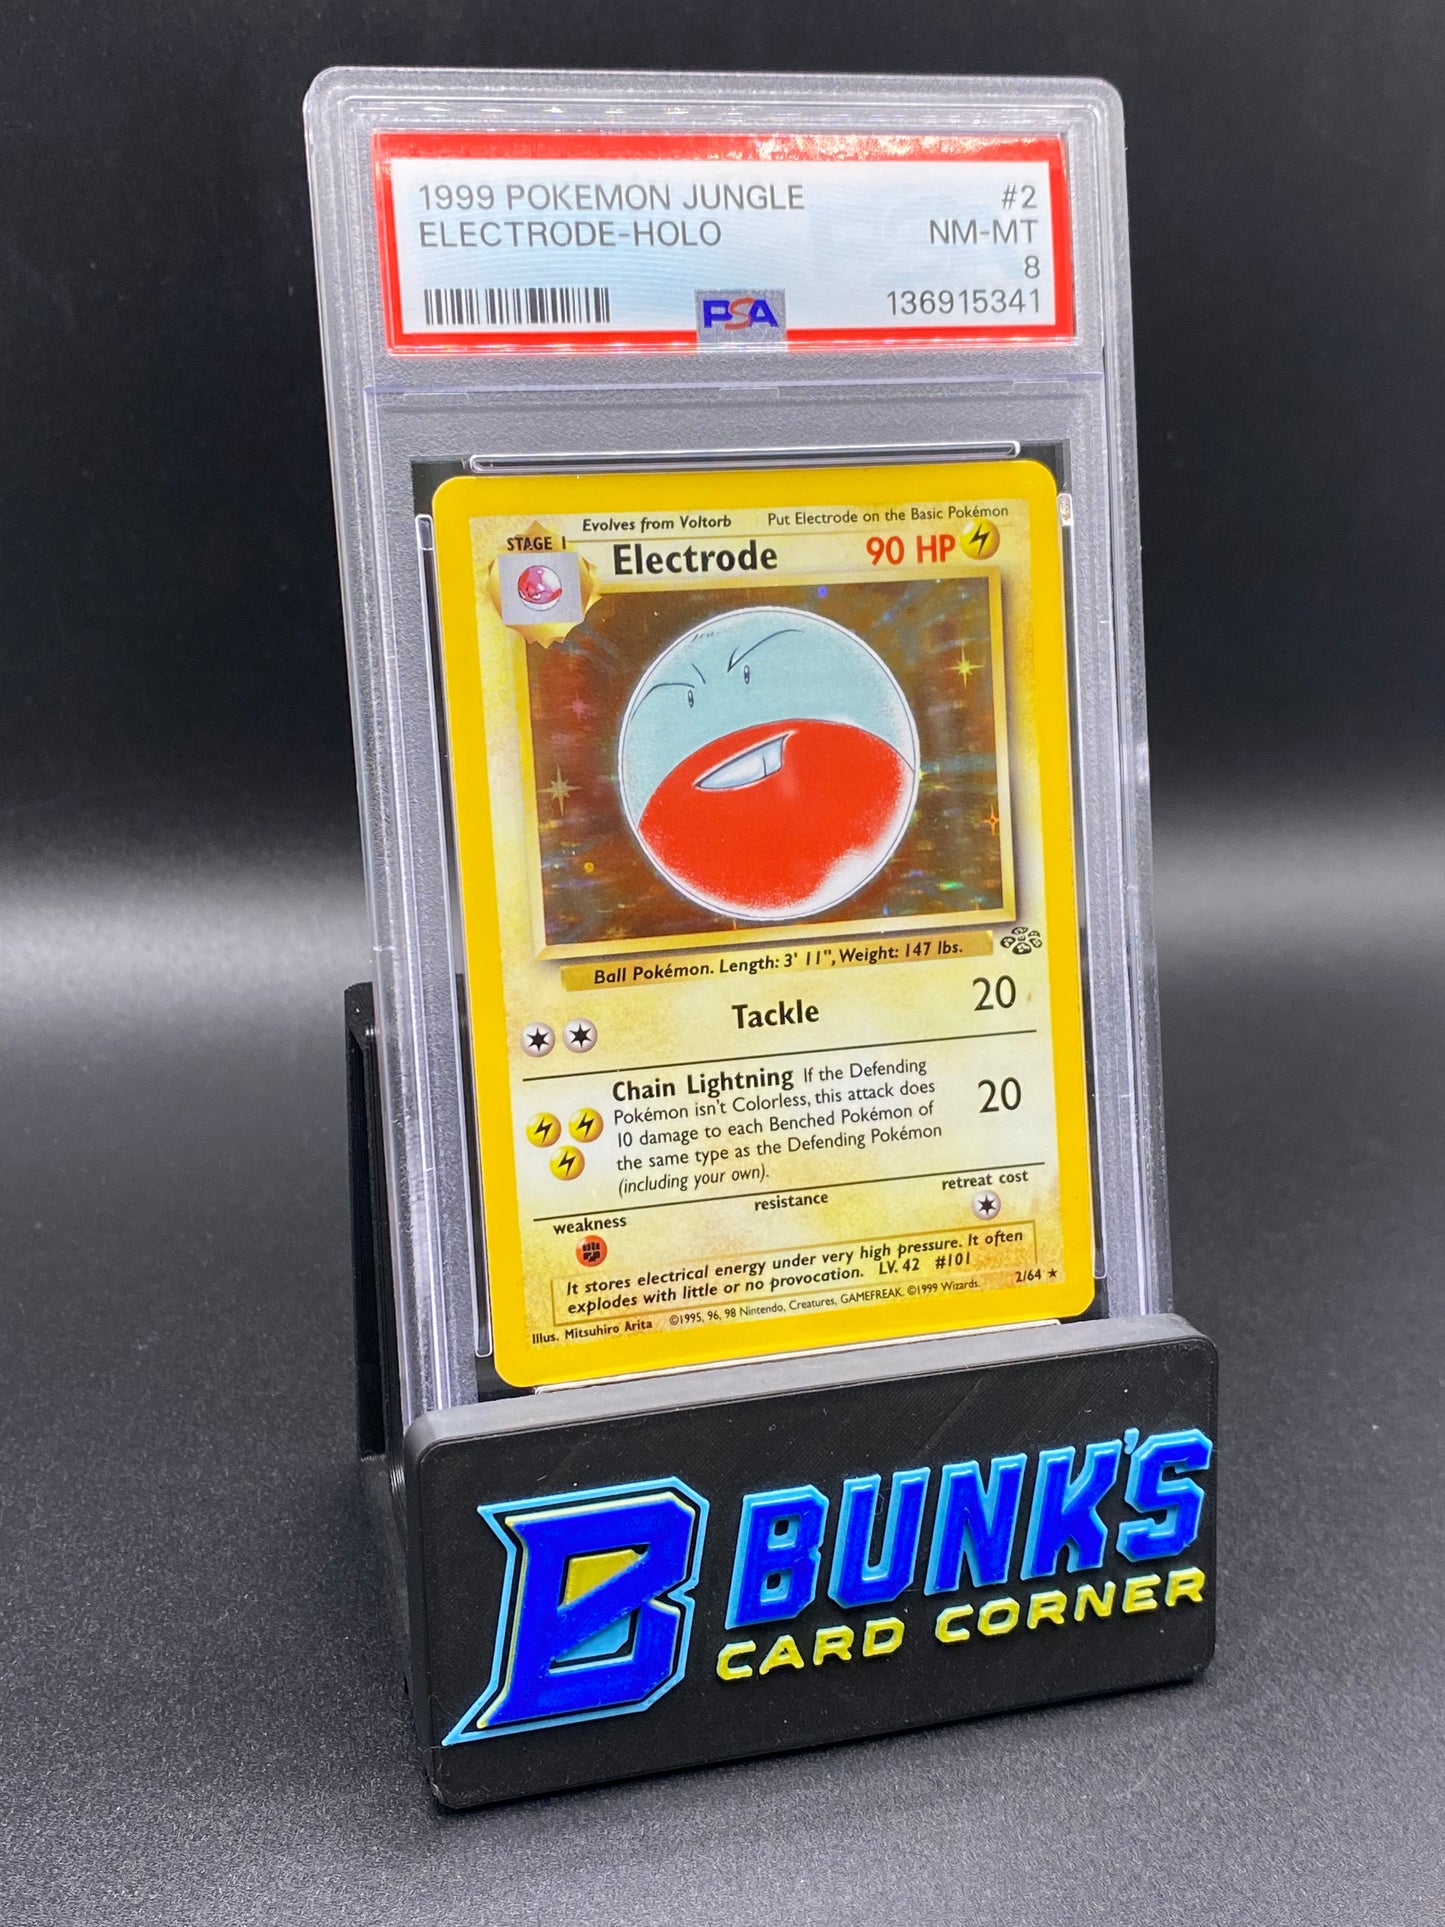 1999 POKEMON JUNGLE #2
ELECTRODE-HOLO NM-MT
8
PSA 136915341
Evolves from Voltorb Put Electrode on the Basic Pokémon
STAGE 1
Electrode 90 HP
Ball Pokémon. Length: 3' 11", Weight: 147 lbs.
Tackle 20
Chain Lightning If the Defending
Pokémon isn't Colorless, this attack does
10 damage to each Benched Pokémon of
the same type as the Defending Pokémon
(including your own).
20
weakness resistance retreat cost
It stores electrical energy under very high pressure. It often
explodes with little or no provocation. LV. 42 #101
Illus. Mitsuhiro Arita ©1995, 96, 98 Nintendo, Creatures, GAMEFREAK. ©1999 Wizards. 2/64 ★
B BUNK'S
CARD CORNER